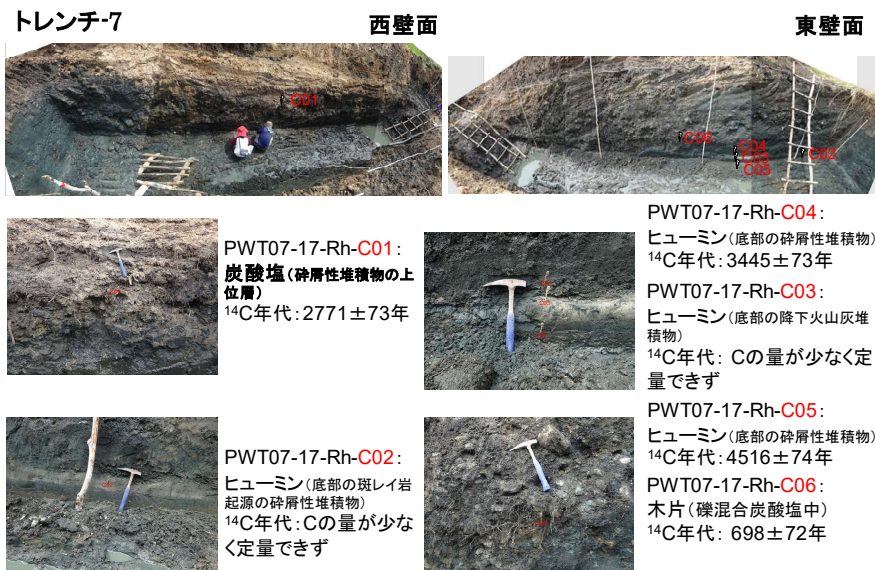 トレンチ-7
西壁面
東壁面
C01
C06
C04
C03
C05
C02
PWT07-17-Rh-C01:
炭酸塩(砕屑性堆積物の上
位層)
¹⁴C年代:2771±73年
PWT07-17-Rh-C02:
ヒューミン(底部の斑レイ岩
起源の砕屑性堆積物)
¹⁴C年代:Cの量が少な
く定量できず
PWT07-17-Rh-C04:
ヒューミン(底部の砕屑性堆積物)
¹⁴C年代:3445±73年
PWT07-17-Rh-C03:
ヒューミン(底部の降下火山灰堆
積物)
¹⁴C年代: Cの量が少なく定
量できず
PWT07-17-Rh-C05:
ヒューミン(底部の砕屑性堆積物)
¹⁴C年代:4516±74年
PWT07-17-Rh-C06:
木片(礫混合炭酸塩中)
¹⁴C年代: 698±72年